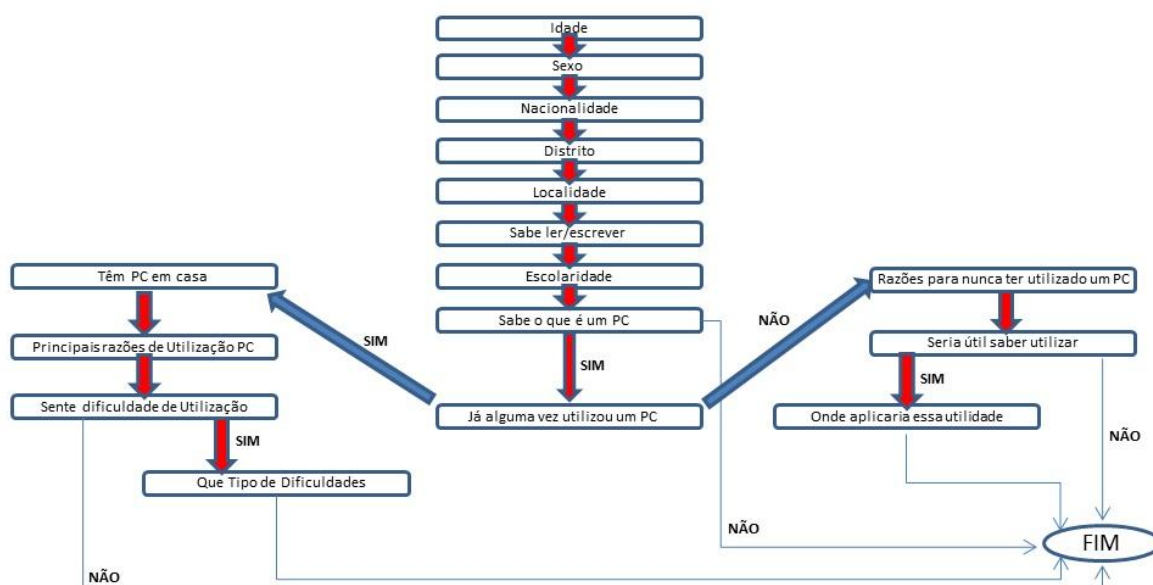 Idade
Sexo
Nacionalidade
Distrito
Localidade
Sabe ler/escrever
Escolaridade
Sabe o que é um PC
SIM
Já alguma vez utilizou um PC
SIM
Têm PC em casa
Principais razões de Utilização PC
Sente dificuldade de Utilização
SIM
Que Tipo de Dificuldades
NÃO
NÃO
Razões para nunca ter utilizado um PC
Seria útil saber utilizar
SIM
Onde aplicaria essa utilidade
NÃO
NÃO
FIM